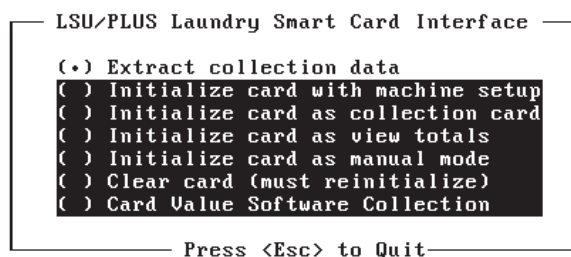 LSU/PLUS Laundry Smart Card Interface
(•) Extract collection data
( ) Initialize card with machine setup
( ) Initialize card as collection card
( ) Initialize card as view totals
( ) Initialize card as manual mode
( ) Clear card (must reinitialize)
( ) Card Value Software Collection
Press <Esc> to Quit